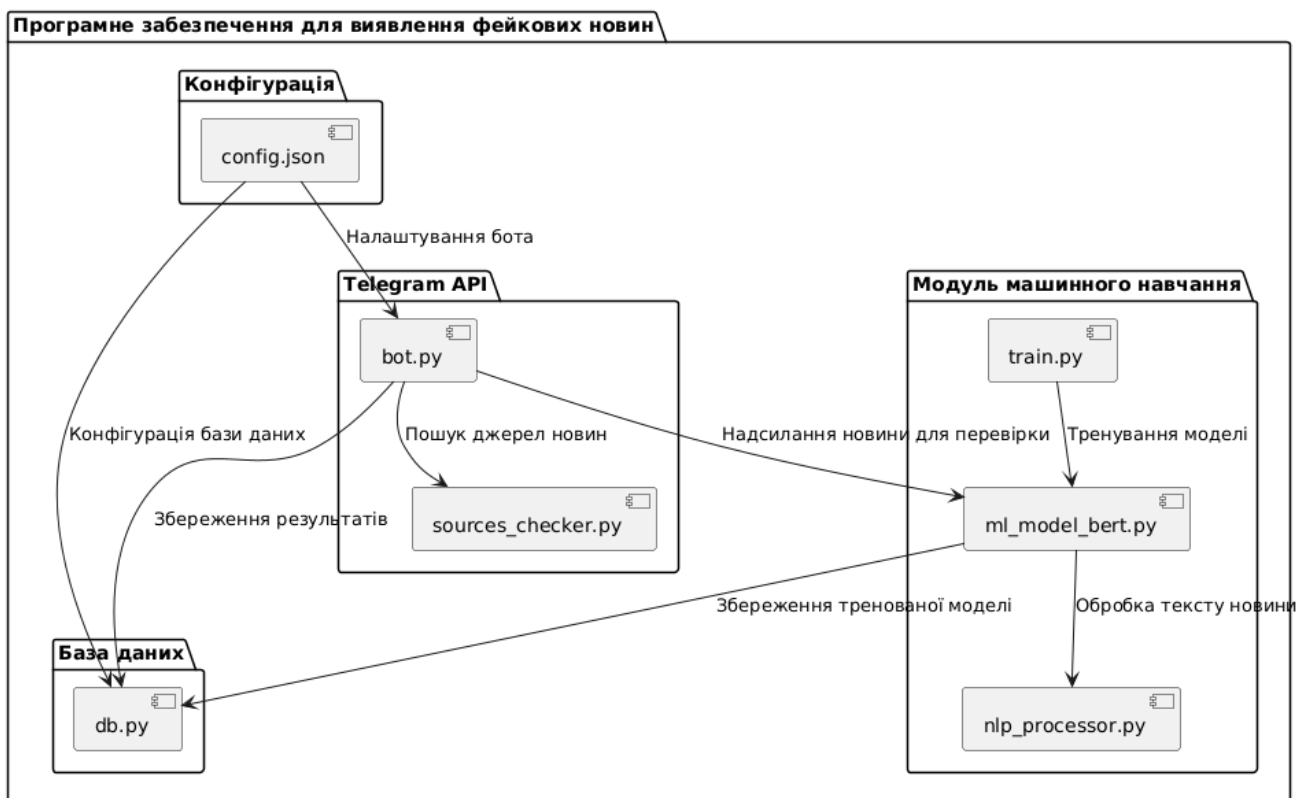 Програмне забезпечення для виявлення фейкових новин
Конфігурація
config.json
Налаштування бота
Telegram API
Модуль машинного навчання
bot.py
train.py
Конфігурація бази даних
Пошук джерел новин
Надсилання новини для перевірки
Тренування моделі
Збереження результатів
sources_checker.py
ml_model_bert.py
Збереження тренованої моделі
Обробка тексту новини
База даних
db.py
nlp_processor.py